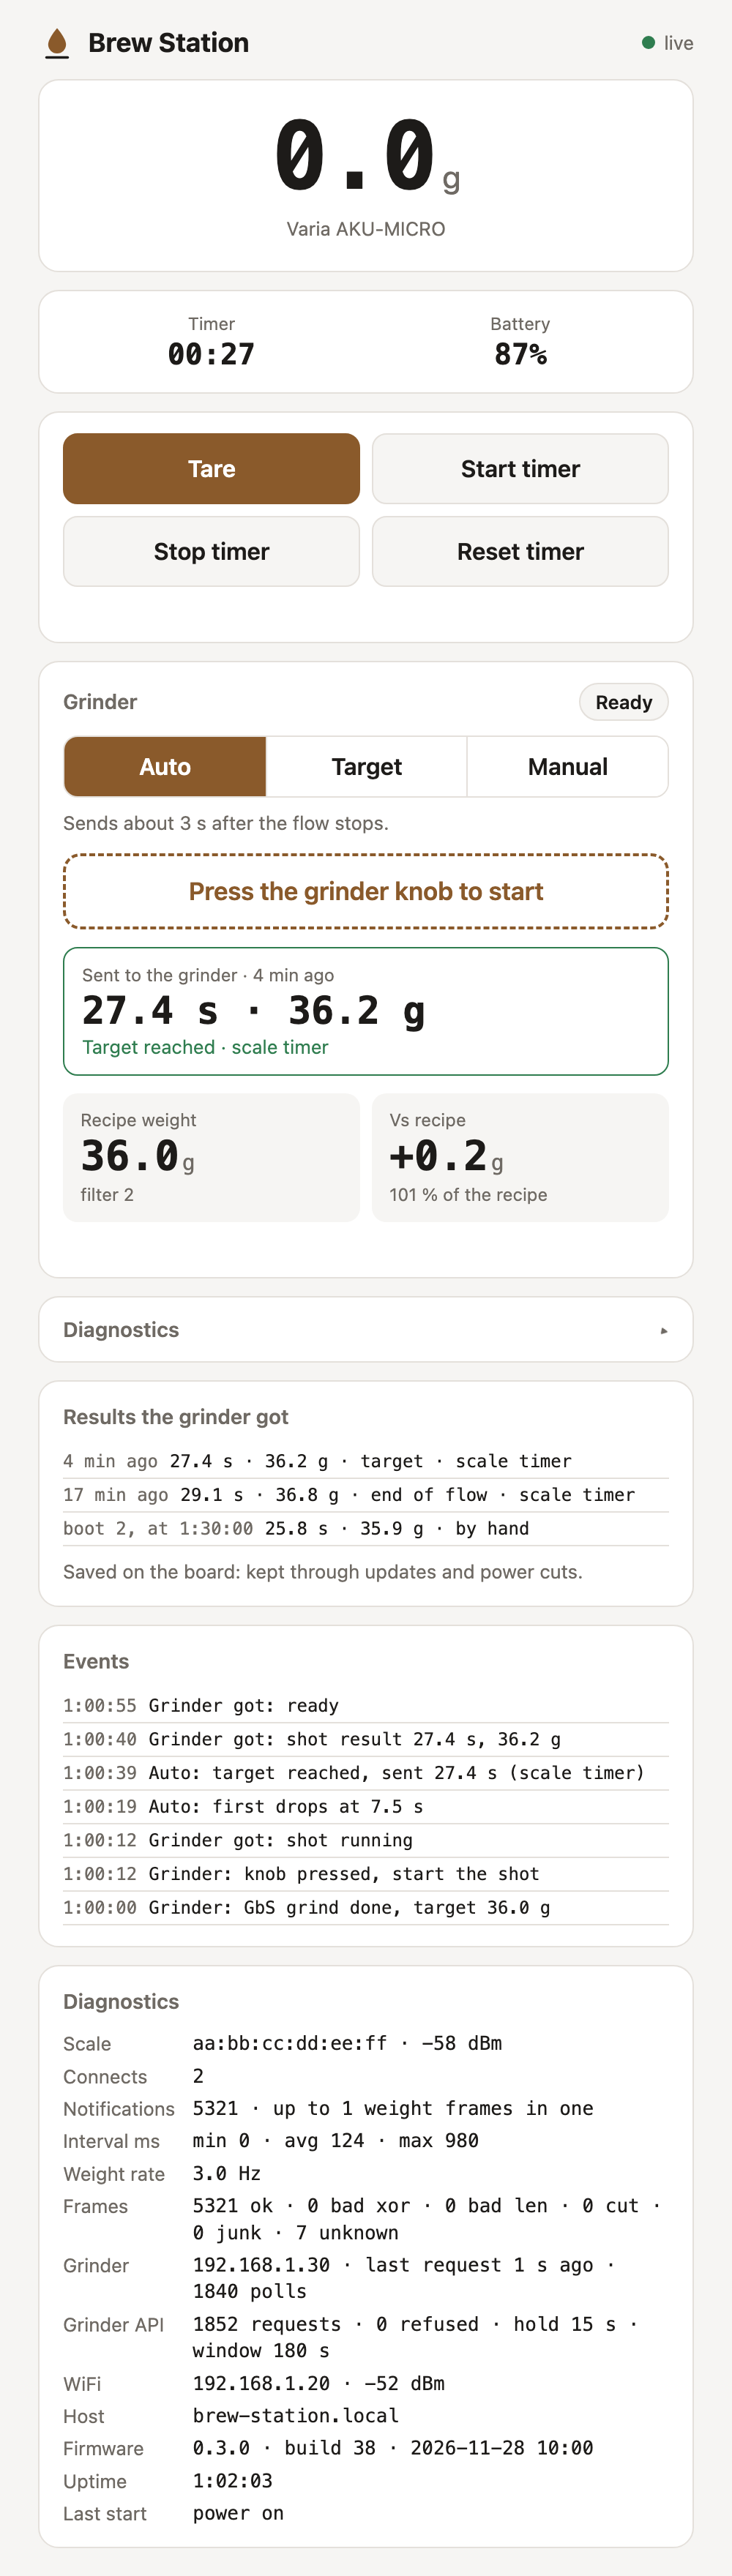 Brew Station
live
0.0 g
Varia AKU-MICRO
Timer
00:27
Battery
87%
Tare
Start timer
Stop timer
Reset timer
Grinder
Ready
Auto
Target
Manual
Sends about 3 s after the flow stops.
Press the grinder knob to start
Sent to the grinder · 4 min ago
27.4 s · 36.2 g
Target reached · scale timer
Recipe weight
36.0 g
filter 2
Vs recipe
+0.2 g
101 % of the recipe
Diagnostics
Results the grinder got
4 min ago 27.4 s · 36.2 g · target · scale timer
17 min ago 29.1 s · 36.8 g · end of flow · scale timer
boot 2, at 1:30:00 25.8 s · 35.9 g · by hand
Saved on the board: kept through updates and power cuts.
Events
1:00:55 Grinder got: ready
1:00:40 Grinder got: shot result 27.4 s, 36.2 g
1:00:39 Auto: target reached, sent 27.4 s (scale timer)
1:00:19 Auto: first drops at 7.5 s
1:00:12 Grinder got: shot running
1:00:12 Grinder: knob pressed, start the shot
1:00:00 Grinder: GbS grind done, target 36.0 g
Diagnostics
Scale aa:bb:cc:dd:ee:ff · −58 dBm
Connects 2
Notifications 5321 · up to 1 weight frames in one
Interval ms min 0 · avg 124 · max 980
Weight rate 3.0 Hz
Frames 5321 ok · 0 bad xor · 0 bad len · 0 cut ·
0 junk · 7 unknown
Grinder 192.168.1.30 · last request 1 s ago ·
1840 polls
Grinder API 1852 requests · 0 refused · hold 15 s ·
window 180 s
WiFi 192.168.1.20 · −52 dBm
Host brew-station.local
Firmware 0.3.0 · build 38 · 2026-11-28 10:00
Uptime 1:02:03
Last start power on